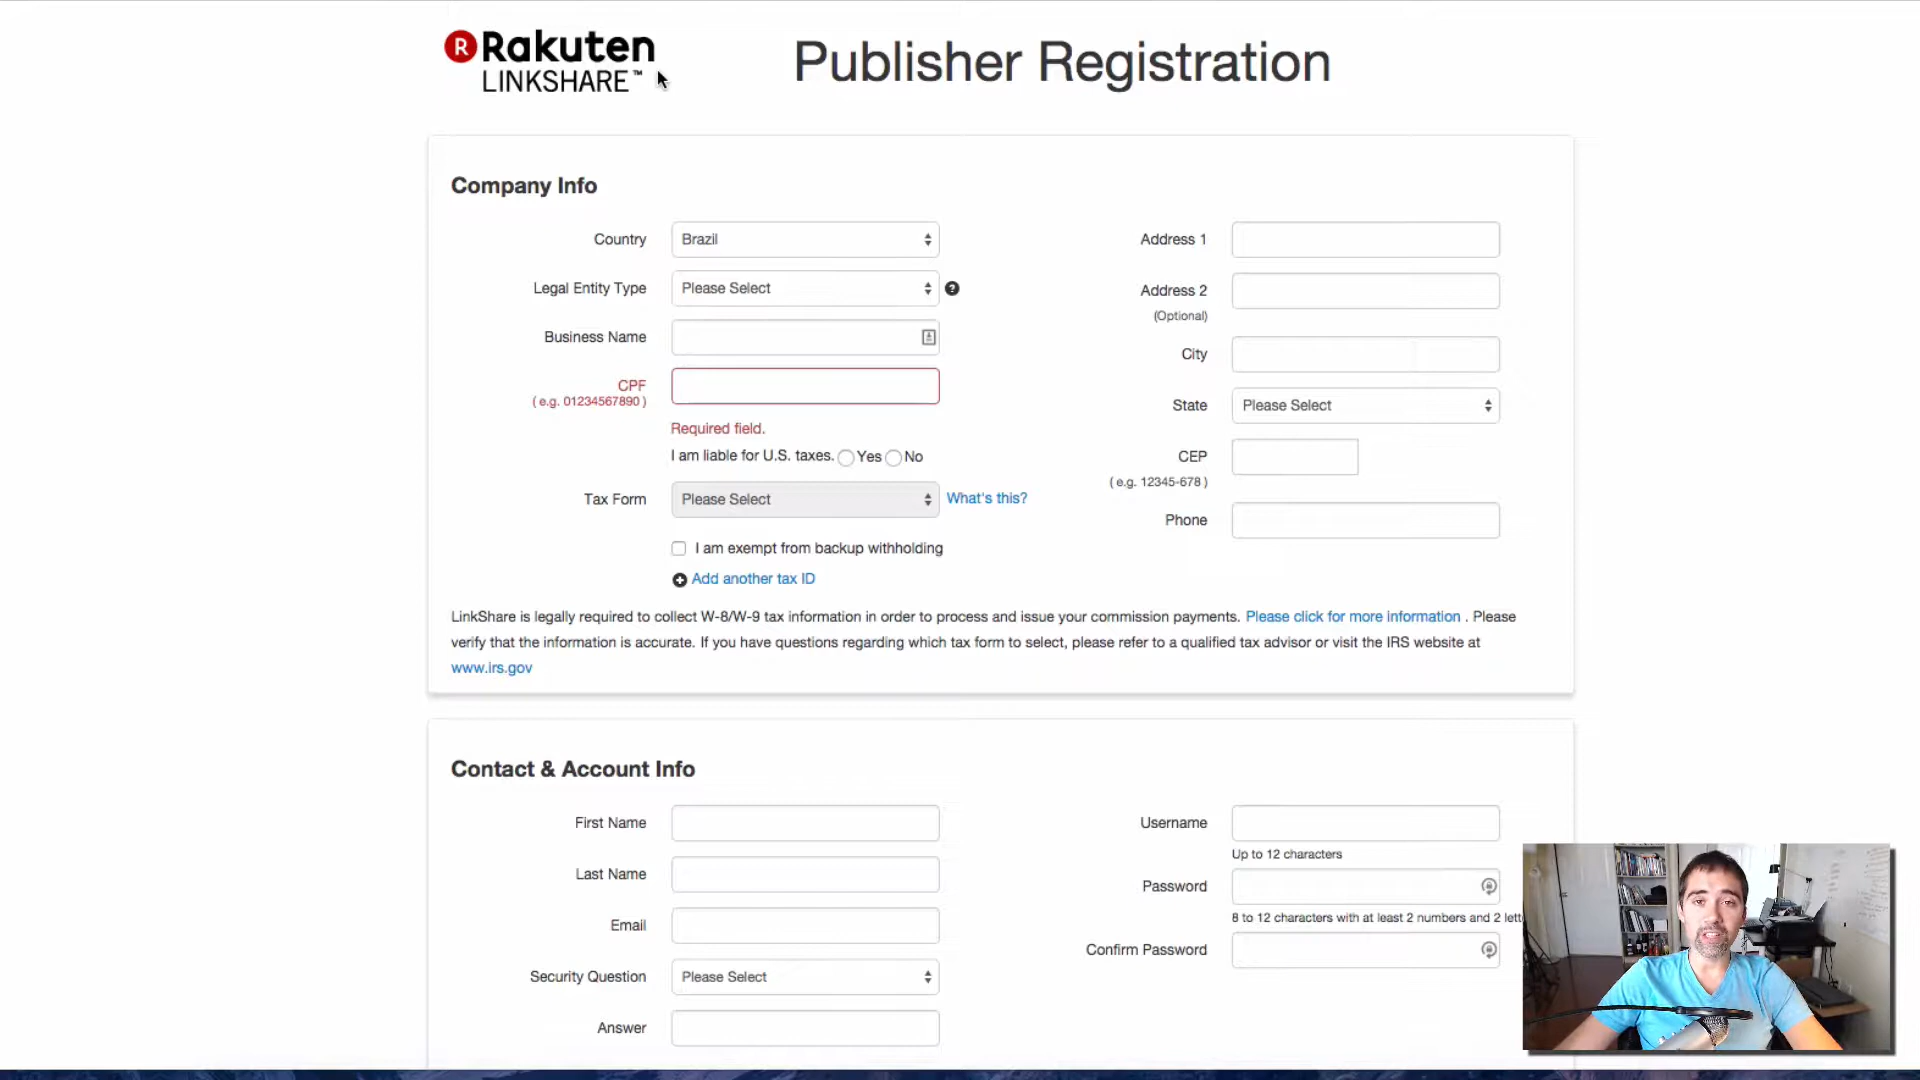 R Rakuten
LINKSHARE™
Publisher Registration
Company Info
Country
Brazil
Legal Entity Type
Please Select
?
Business Name
CPF
( e.g. 01234567890 )
Required field.
I am liable for U.S. taxes. Yes No
Tax Form
Please Select
What's this?
I am exempt from backup withholding
Add another tax ID
Address 1
Address 2
(Optional)
City
State
Please Select
CEP
( e.g. 12345-678 )
Phone
LinkShare is legally required to collect W-8/W-9 tax information in order to process and issue your commission payments. Please click for more information . Please
verify that the information is accurate. If you have questions regarding which tax form to select, please refer to a qualified tax advisor or visit the IRS website at
www.irs.gov
Contact & Account Info
First Name
Last Name
Email
Security Question
Please Select
Answer
Username
Up to 12 characters
Password
8 to 12 characters with at least 2 numbers and 2 lett
Confirm Password